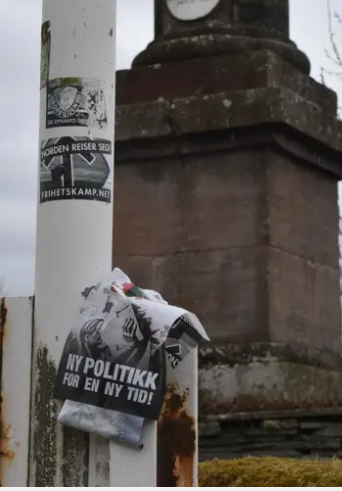 NORDEN REISER SEG!
FRIHETSKAMP.NET
NY POLITIKK
FOR EN NY TID!